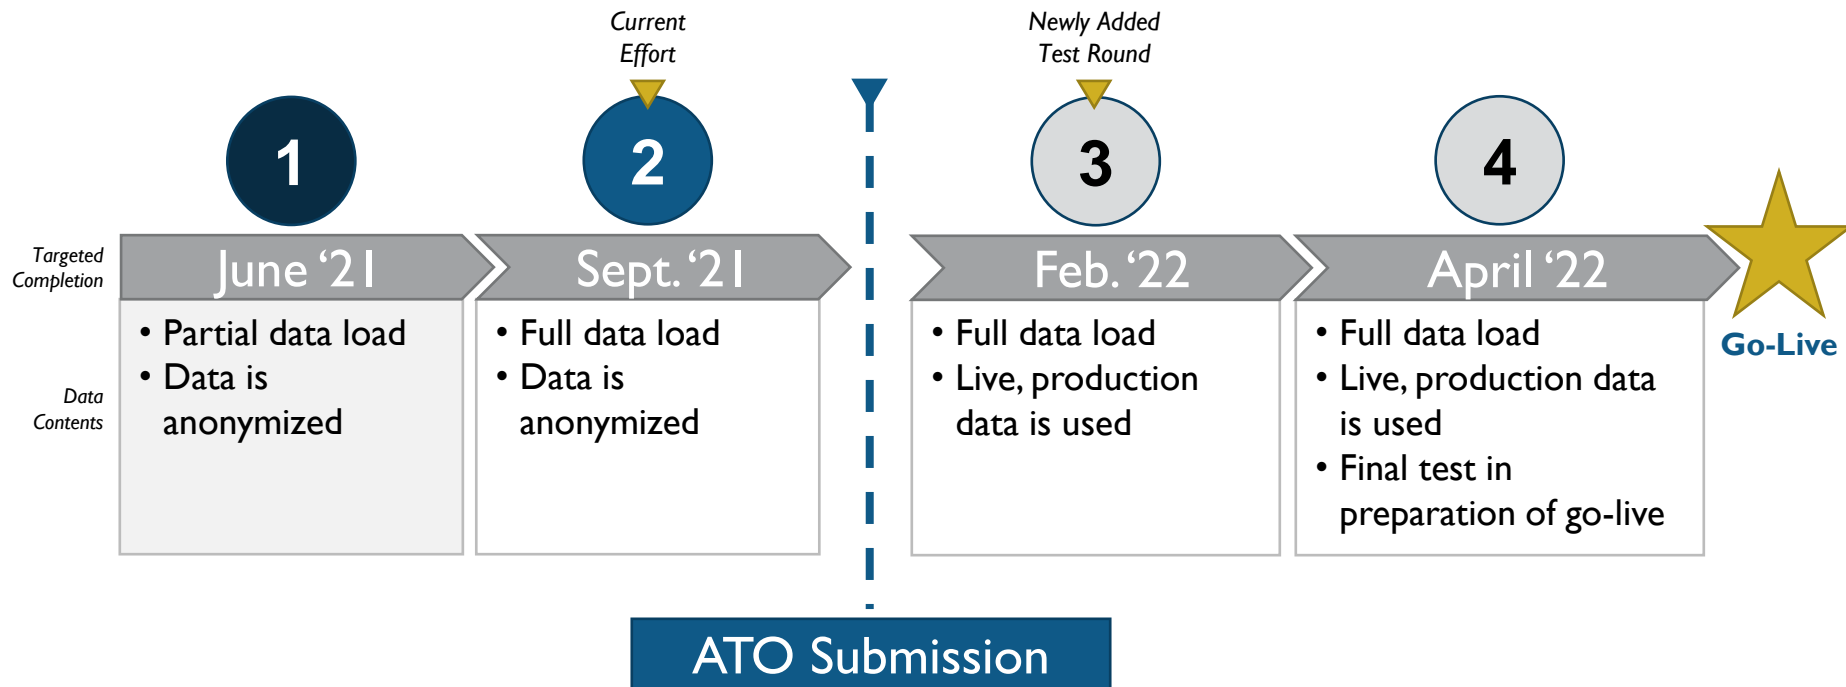 Current
Effort
Newly Added
Test Round
1
2
3
4
Targeted
Completion
June ‘21
Sept. ‘21
Feb. ‘22
April ‘22
Go-Live
Data
Contents
• Partial data load
• Data is
anonymized
• Full data load
• Data is
anonymized
• Full data load
• Live, production
data is used
• Full data load
• Live, production data
is used
• Final test in
preparation of go-live
ATO Submission